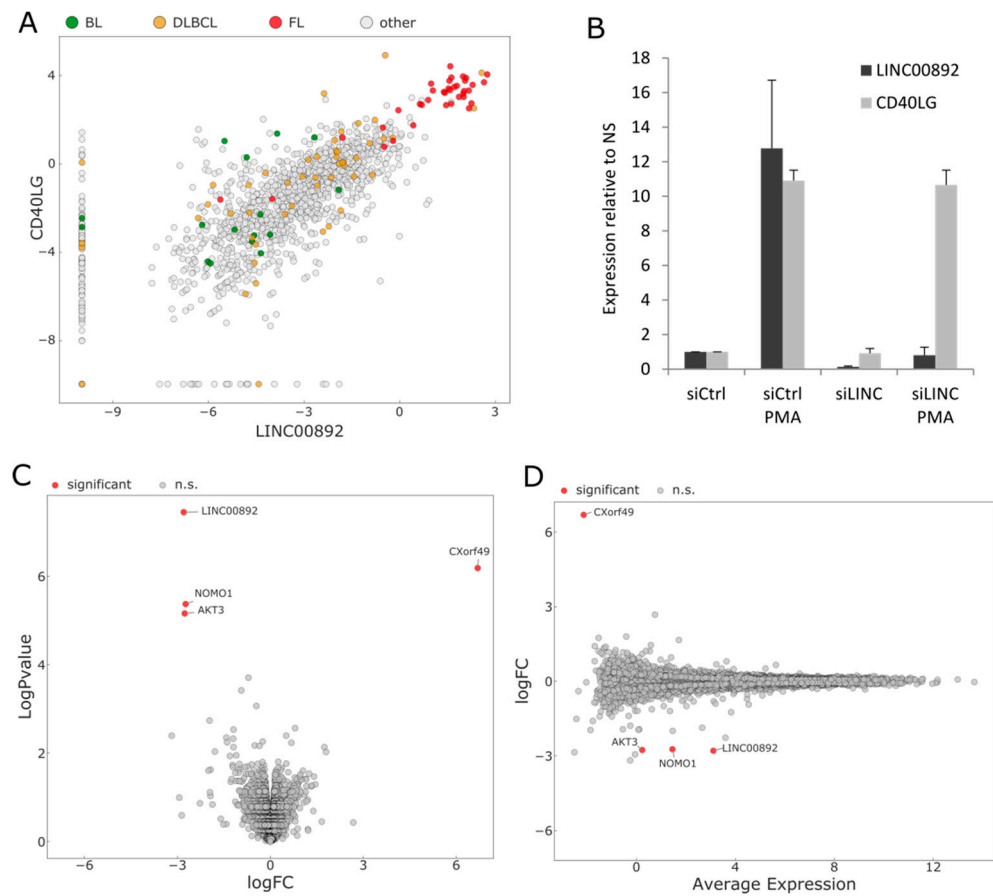 A
BL DLBCL FL other
4
0
−4
−8
CD40LG
−9 −6 −3 0 3
LINC00892
B
18
16
14
12
10
8
6
4
2
0
Expression relative to NS
LINC00892
CD40LG
siCtrl siCtrl siLINC siLINC
PMA PMA
C
significant n.s.
LINC00892
CXorf49
NOMO1
AKT3
6
4
2
0
LogPvalue
−3 0 3 6
logFC
D
significant n.s.
CXorf49
6
3
0
−3
−6
logFC
AKT3
NOMO1
LINC00892
0 4 8 12
Average Expression